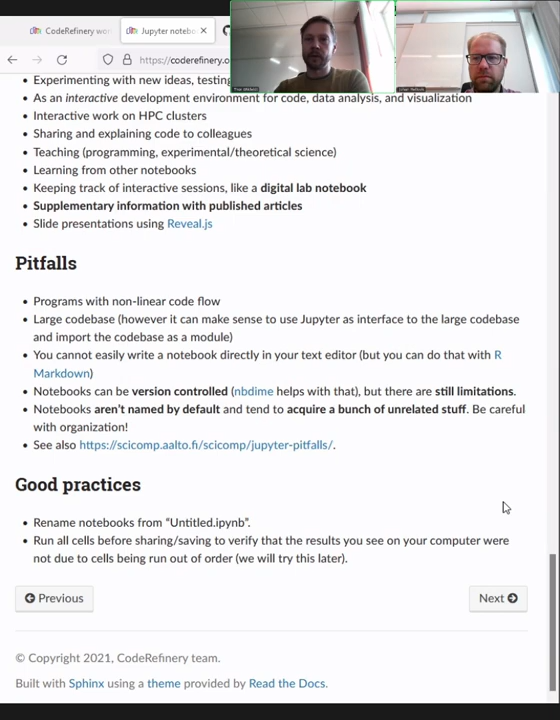 CodeRefinery wor
Jupyter notebo
https://coderefinery.o
Experimenting with new ideas, testing
As an interactive development environment for code, data analysis, and visualization
Interactive work on HPC clusters
Sharing and explaining code to colleagues
Teaching (programming, experimental/theoretical science)
Learning from other notebooks
Keeping track of interactive sessions, like a digital lab notebook
Supplementary information with published articles
Slide presentations using Reveal.js
Pitfalls
Programs with non-linear code flow
Large codebase (however it can make sense to use Jupyter as interface to the large codebase
and import the codebase as a module)
You cannot easily write a notebook directly in your text editor (but you can do that with R
Markdown)
Notebooks can be version controlled (nbdime helps with that), but there are still limitations.
Notebooks aren't named by default and tend to acquire a bunch of unrelated stuff. Be careful
with organization!
See also https://scicomp.aalto.fi/scicomp/jupyter-pitfalls/.
Good practices
Rename notebooks from “Untitled.ipynb”.
Run all cells before sharing/saving to verify that the results you see on your computer were
not due to cells being run out of order (we will try this later).
Previous
Next
© Copyright 2021, CodeRefinery team.
Built with Sphinx using a theme provided by Read the Docs.